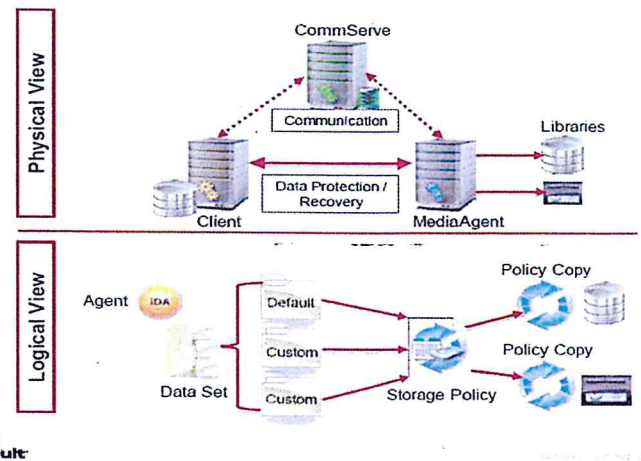 Physical View
CommServe
Communication
Libraries
Data Protection /
Recovery
Client
MediaAgent
Logical View
Agent
iDA
Data Set
Default
Custom
Custom
Storage Policy
Policy Copy
Policy Copy
ult